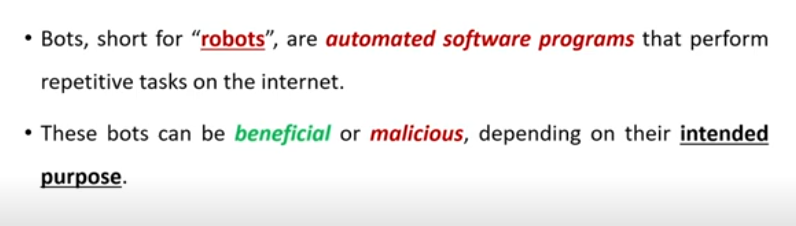 • Bots, short for “robots”, are automated software programs that perform
repetitive tasks on the internet.
• These bots can be beneficial or malicious, depending on their intended
purpose.